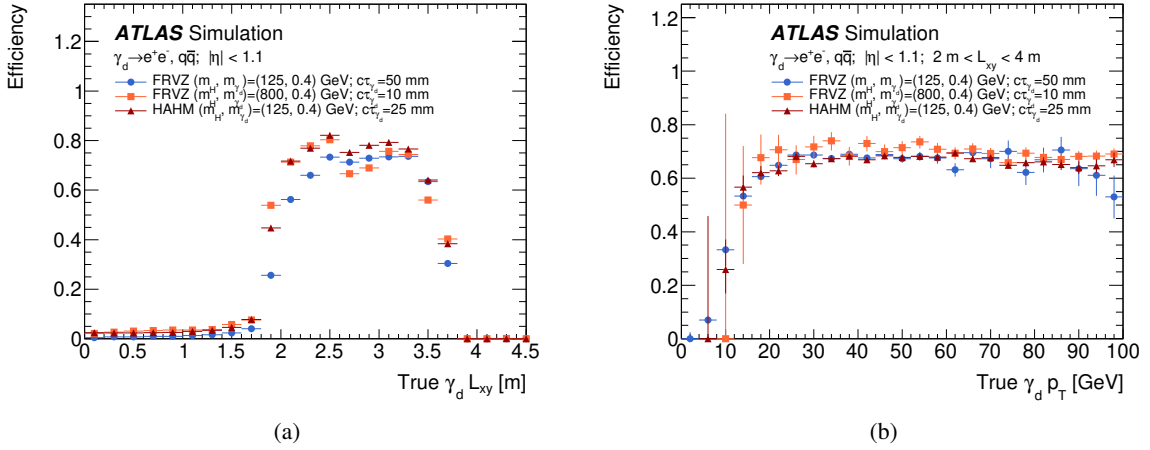 Efficiency
ATLAS Simulation
γd→e+e-, qq̅; |η| < 1.1
FRVZ (mH, mγd)=(125, 0.4) GeV; cτγd=50 mm
FRVZ (mH, mγd)=(800, 0.4) GeV; cτγd=10 mm
HAHM (mH, mγd)=(125, 0.4) GeV; cτγd=25 mm
1.2
1
0.8
0.6
0.4
0.2
0
0 0.5 1 1.5 2 2.5 3 3.5 4 4.5
True γd Lxy [m]
(a)
Efficiency
ATLAS Simulation
γd→e+e-, qq̅; |η| < 1.1; 2 m < Lxy < 4 m
FRVZ (mH, mγd)=(125, 0.4) GeV; cτγd=50 mm
FRVZ (mH, mγd)=(800, 0.4) GeV; cτγd=10 mm
HAHM (mH, mγd)=(125, 0.4) GeV; cτγd=25 mm
1.2
1
0.8
0.6
0.4
0.2
0
0 10 20 30 40 50 60 70 80 90 100
True γd pT [GeV]
(b)